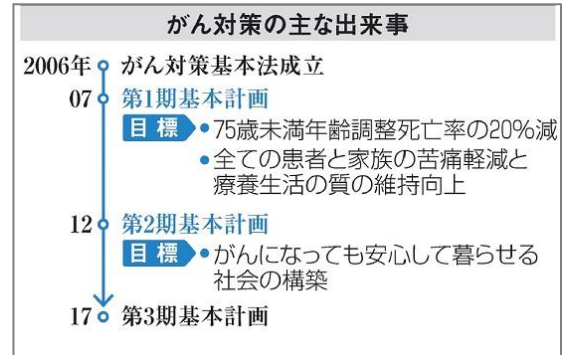 がん対策の主な出来事
2006年 がん対策基本法成立
07 第1期基本計画
目標 •75歳未満年齢調整死亡率の20%減
•全ての患者と家族の苦痛軽減と
療養生活の質の維持向上
12 第2期基本計画
目標 •がんになっても安心して暮らせる
社会の構築
17 第3期基本計画